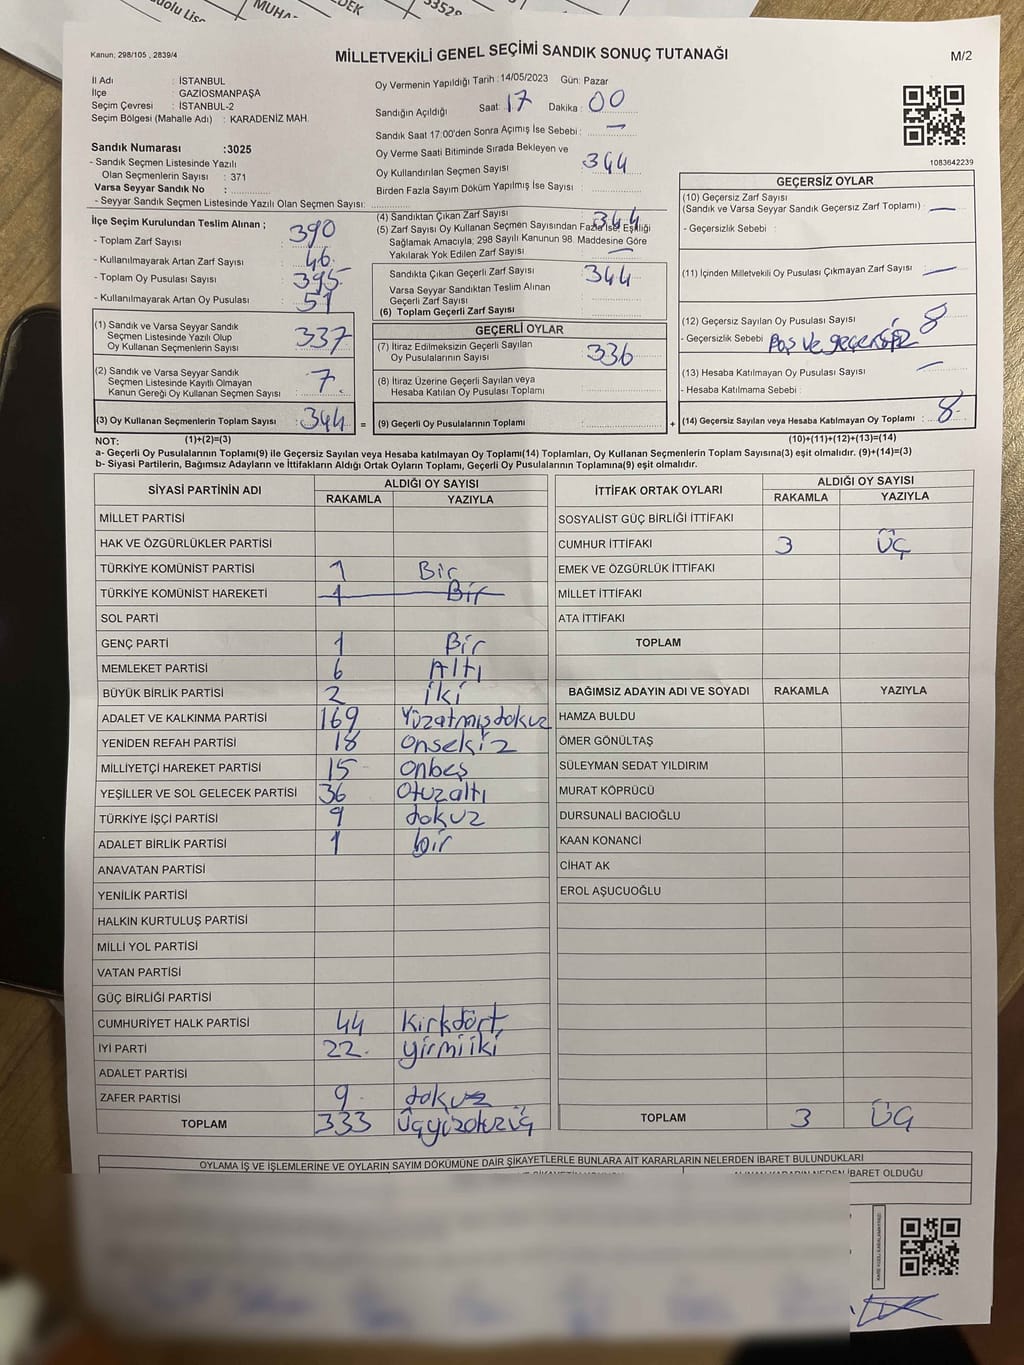 Kanun: 298/105 , 2839/4
MİLLETVEKİLİ GENEL SEÇİMİ SANDIK SONUÇ TUTANAĞI
M/2
İl Adı : İSTANBUL
İlçe : GAZİOSMANPAŞA
Seçim Çevresi : İSTANBUL-2
Seçim Bölgesi (Mahalle Adı) : KARADENİZ MAH.
Oy Vermenin Yapıldığı Tarih : 14/05/2023 Gün: Pazar
Sandığın Açıldığı Saat: 17 Dakika : 00
Sandık Saat 17:00'den Sonra Açımış İse Sebebi : —
Oy Verme Saati Bitiminde Sırada Bekleyen ve
Oy Kullandırılan Seçmen Sayısı : 344
Birden Fazla Sayım Döküm Yapılmış İse Sayısı :
1083642239
Sandık Numarası :3025
- Sandık Seçmen Listesinde Yazılı
Olan Seçmenlerin Sayısı : 371
Varsa Seyyar Sandık No :
- Seyyar Sandık Seçmen Listesinde Yazılı Olan Seçmen Sayısı:
İlçe Seçim Kurulundan Teslim Alınan ;
- Toplam Zarf Sayısı : 390
- Kullanılmayarak Artan Zarf Sayısı : 46
- Toplam Oy Pusulası Sayısı : 395
- Kullanılmayarak Artan Oy Pusulası : 51
(1) Sandık ve Varsa Seyyar Sandık
Seçmen Listesinde Yazılı Olup
Oy Kullanan Seçmenlerin Sayısı : 337
(2) Sandık ve Varsa Seyyar Sandık
Seçmen Listesinde Kayıtlı Olmayan
Kanun Gereği Oy Kullanan Seçmen Sayısı : 7
(3) Oy Kullanan Seçmenlerin Toplam Sayısı : 344 =
(4) Sandıktan Çıkan Zarf Sayısı : 344
(5) Zarf Sayısı Oy Kullanan Seçmen Sayısından Fazla İse, Eşitliği
Sağlamak Amacıyla; 298 Sayılı Kanunun 98. Maddesine Göre
Yakılarak Yok Edilen Zarf Sayısı : —
Sandıkta Çıkan Geçerli Zarf Sayısı : 344
Varsa Seyyar Sandıktan Teslim Alınan
Geçerli Zarf Sayısı :
(6) Toplam Geçerli Zarf Sayısı :
GEÇERLİ OYLAR
(7) İtiraz Edilmeksizin Geçerli Sayılan
Oy Pusulalarının Sayısı : 336
(8) İtiraz Üzerine Geçerli Sayılan veya
Hesaba Katılan Oy Pusulası Toplamı :
(9) Geçerli Oy Pusulalarının Toplamı : +
GEÇERSİZ OYLAR
(10) Geçersiz Zarf Sayısı
(Sandık ve Varsa Seyyar Sandık Geçersiz Zarf Toplamı) : —
- Geçersizlik Sebebi :
(11) İçinden Milletvekili Oy Pusulası Çıkmayan Zarf Sayısı : —
(12) Geçersiz Sayılan Oy Pusulası Sayısı : 8
- Geçersizlik Sebebi : Boş ve geçersiz
(13) Hesaba Katılmayan Oy Pusulası Sayısı : —
- Hesaba Katılmama Sebebi :
(14) Geçersiz Sayılan veya Hesaba Katılmayan Oy Toplamı : 8
NOT: (1)+(2)=(3) (10)+(11)+(12)+(13)=(14)
a- Geçerli Oy Pusulalarının Toplamı(9) ile Geçersiz Sayılan veya Hesaba katılmayan Oy Toplamı(14) Toplamları, Oy Kullanan Seçmenlerin Toplam Sayısına(3) eşit olmalıdır. (9)+(14)=(3)
b- Siyasi Partilerin, Bağımsız Adayların ve İttifakların Aldığı Ortak Oyların Toplamı, Geçerli Oy Pusulalarının Toplamına(9) eşit olmalıdır.
SİYASİ PARTİNİN ADI ALDIĞI OY SAYISI
RAKAMLA YAZIYLA
MİLLET PARTİSİ
HAK VE ÖZGÜRLÜKLER PARTİSİ
TÜRKİYE KOMÜNİST PARTİSİ 1 Bir
TÜRKİYE KOMÜNİST HAREKETİ 1 Bir
SOL PARTİ
GENÇ PARTİ 1 Bir
MEMLEKET PARTİSİ 6 Altı
BÜYÜK BİRLİK PARTİSİ 2 iki
ADALET VE KALKINMA PARTİSİ 169 Yüzatmışdokuz
YENİDEN REFAH PARTİSİ 18 onsekiz
MİLLİYETÇİ HAREKET PARTİSİ 15 onbeş
YEŞİLLER VE SOL GELECEK PARTİSİ 36 Otuzaltı
TÜRKİYE İŞÇİ PARTİSİ 9 dokuz
ADALET BİRLİK PARTİSİ 1 bir
ANAVATAN PARTİSİ
YENİLİK PARTİSİ
HALKIN KURTULUŞ PARTİSİ
MİLLİ YOL PARTİSİ
VATAN PARTİSİ
GÜÇ BİRLİĞİ PARTİSİ
CUMHURİYET HALK PARTİSİ 44 Kırkdört
İYİ PARTİ 22 yirmiiki
ADALET PARTİSİ
ZAFER PARTİSİ 9 dokuz
TOPLAM 333
İTTİFAK ORTAK OYLARI ALDIĞI OY SAYISI
RAKAMLA YAZIYLA
SOSYALİST GÜÇ BİRLİĞİ İTTİFAKI
CUMHUR İTTİFAKI 3 ÜÇ
EMEK VE ÖZGÜRLÜK İTTİFAKI
MİLLET İTTİFAKI
ATA İTTİFAKI
TOPLAM
BAĞIMSIZ ADAYIN ADI VE SOYADI RAKAMLA YAZIYLA
HAMZA BULDU
ÖMER GÖNÜLTAŞ
SÜLEYMAN SEDAT YILDIRIM
MURAT KÖPRÜCÜ
DURSUNALİ BACIOĞLU
KAAN KONANCİ
CİHAT AK
EROL AŞUCUOĞLU
TOPLAM 3 ÜÇ
OYLAMA İŞ VE İŞLEMLERİNE VE OYLARIN SAYIM DÖKÜMÜNE DAİR ŞİKAYETLERLE BUNLARA AİT KARARLARIN NELERDEN İBARET BULUNDUKLARI
ALINAN KARARIN NEDEN İBARET OLDUĞU